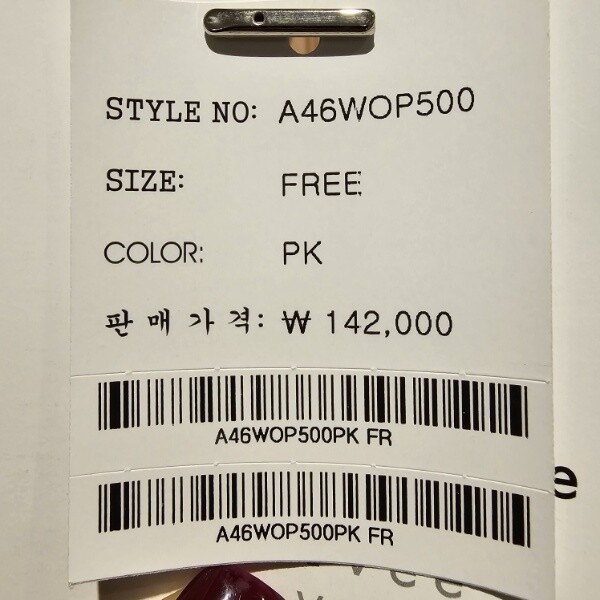 STYLE NO: A46WOP500
SIZE: FREE
COLOR: PK
판매가격: ₩ 142,000
A46WOP500PK FR
A46WOP500PK FR